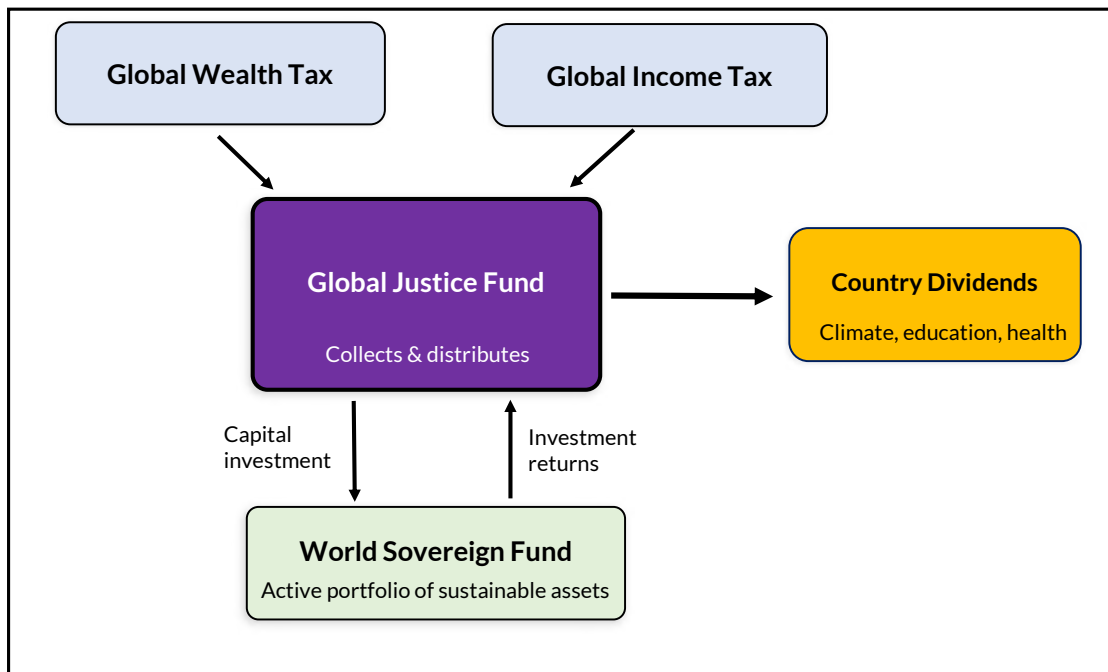 Global Wealth Tax
Global Income Tax
Global Justice Fund
Collects & distributes
Country Dividends
Climate, education, health
Capital
investment
Investment
returns
World Sovereign Fund
Active portfolio of sustainable assets